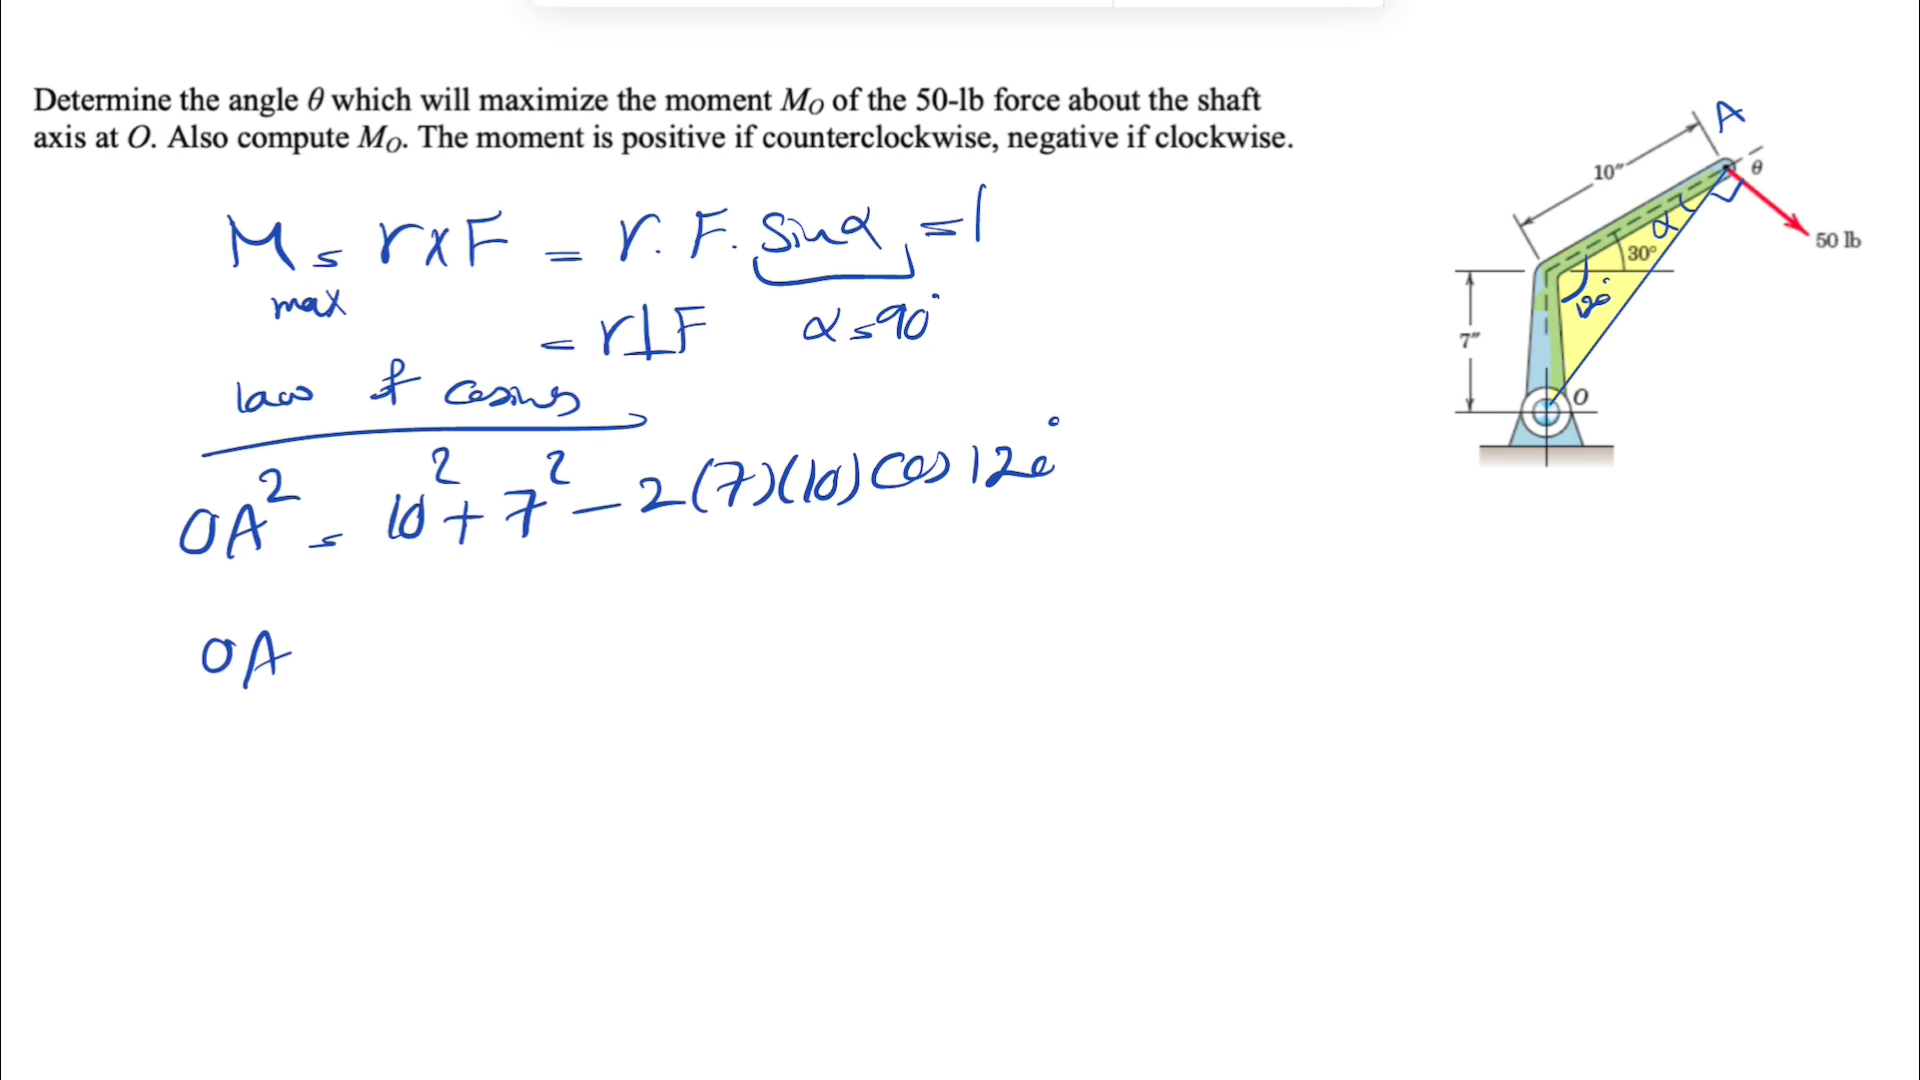 Determine the angle θ which will maximize the moment M_O of the 50-lb force about the shaft
axis at O. Also compute M_O. The moment is positive if counterclockwise, negative if clockwise.
M = r x F = r. F. sinα = 1
max
= r⊥F α = 90°
law of cosines
OA² = 10² + 7² - 2(7)(10) cos 120°
OA
A
10"
θ
α
30°
50 lb
120°
7"
O